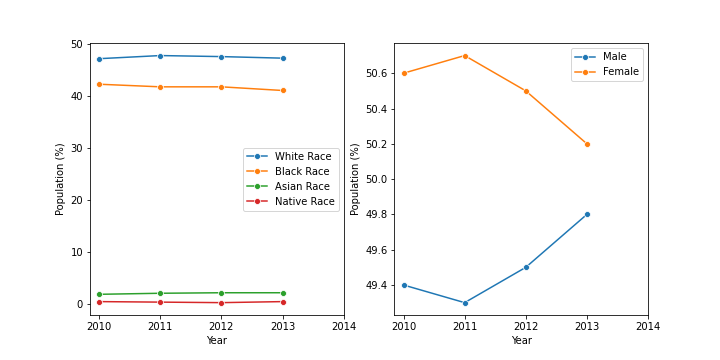 50
40
30
20
10
0
Population (%)
White Race
Black Race
Asian Race
Native Race
2010 2011 2012 2013 2014
Year
50.6
50.4
50.2
50.0
49.8
49.6
49.4
Population (%)
Male
Female
2010 2011 2012 2013 2014
Year